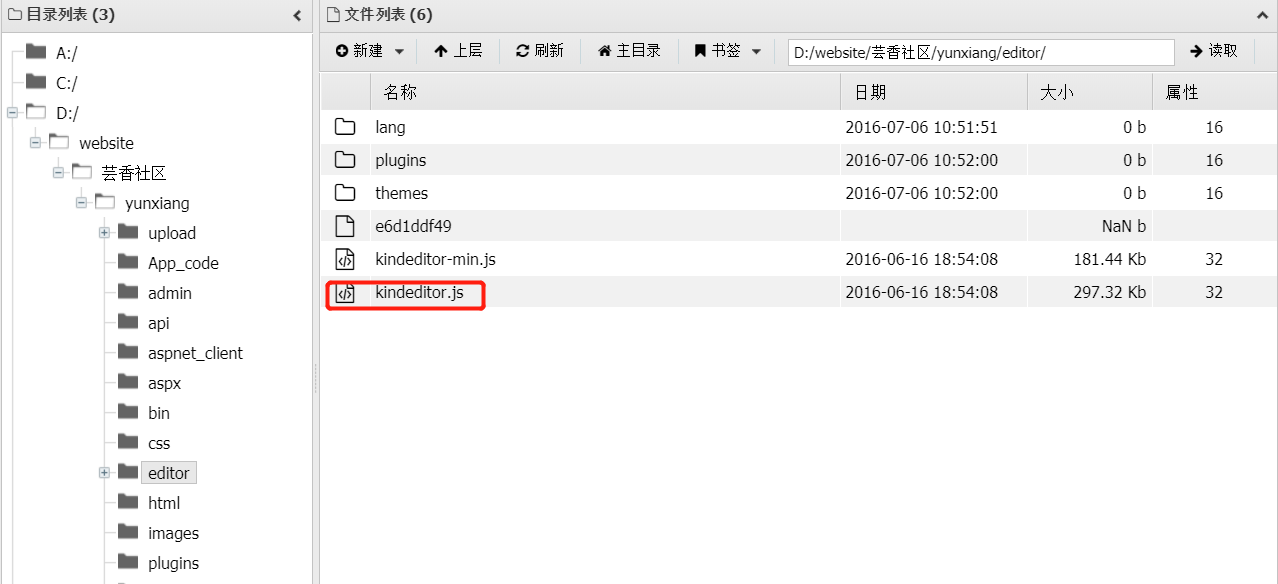 目录列表 (3)
A:/
C:/
D:/
website
芸香社区
yunxiang
upload
App_code
admin
api
aspnet_client
aspx
bin
css
editor
html
images
plugins
文件列表 (6)
新建 上层 刷新 主目录 书签 D:/website/芸香社区/yunxiang/editor/ 读取
名称 日期 大小 属性
lang 2016-07-06 10:51:51 0 b 16
plugins 2016-07-06 10:52:00 0 b 16
themes 2016-07-06 10:52:00 0 b 16
e6d1ddf49 NaN b
kindeditor-min.js 2016-06-16 18:54:08 181.44 Kb 32
kindeditor.js 2016-06-16 18:54:08 297.32 Kb 32